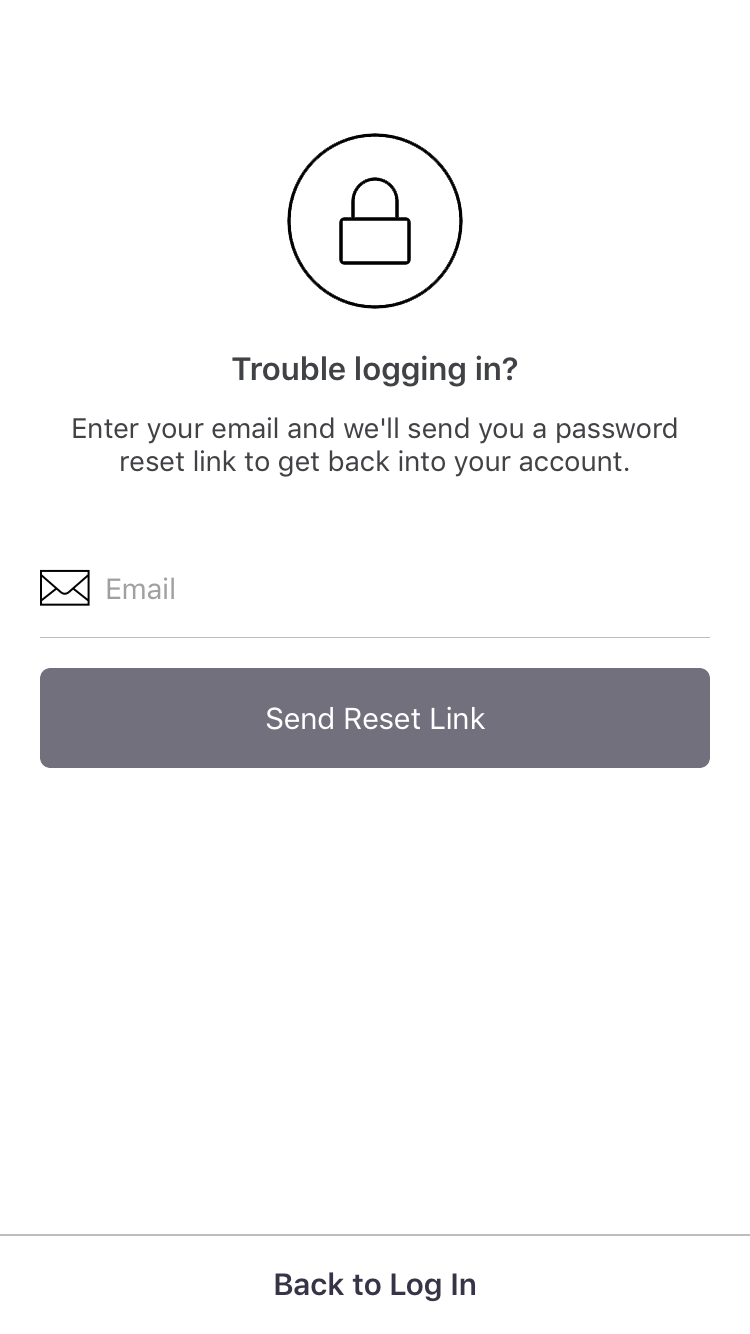 Trouble logging in?
Enter your email and we'll send you a password
reset link to get back into your account.
Email
Send Reset Link
Back to Log In